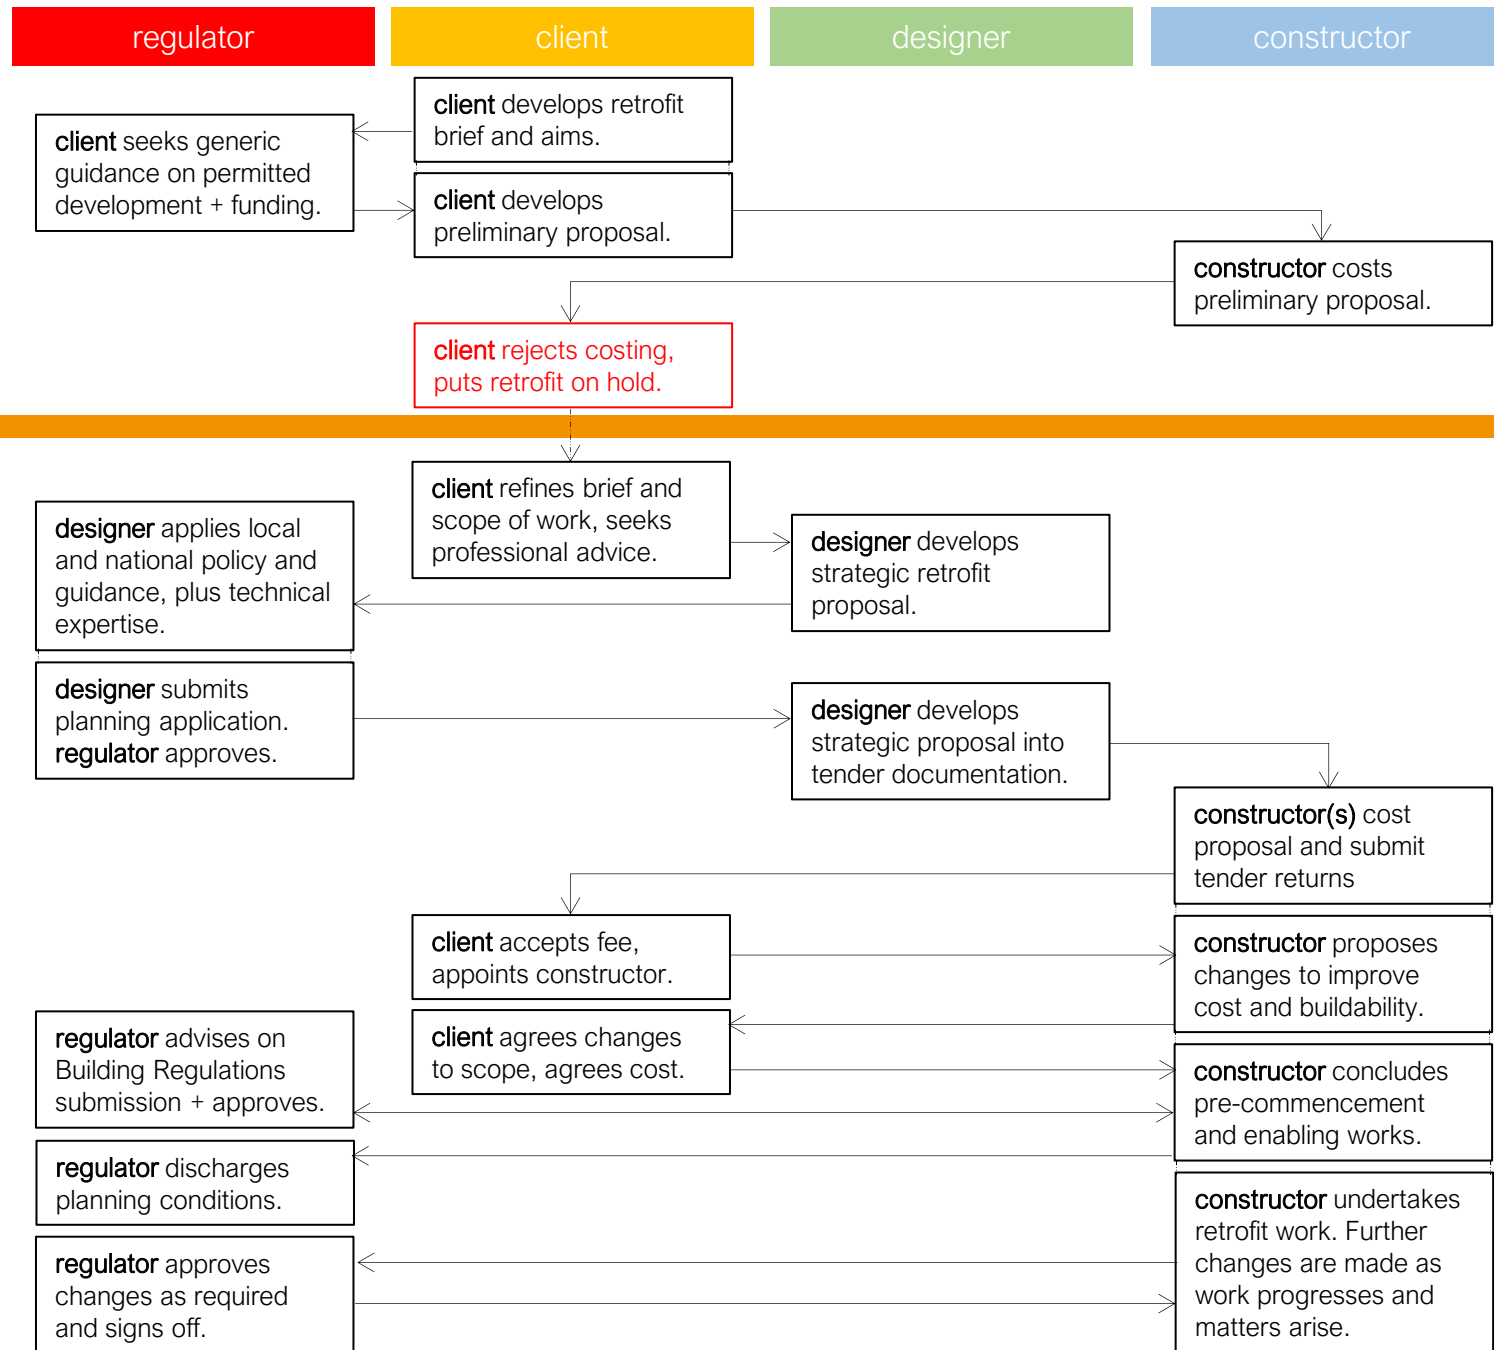 regulator
client
designer
constructor
client develops retrofit
brief and aims.
client seeks generic
guidance on permitted
development + funding.
client develops
preliminary proposal.
constructor costs
preliminary proposal.
client rejects costing,
puts retrofit on hold.
client refines brief and
scope of work, seeks
professional advice.
designer applies local
and national policy and
guidance, plus technical
expertise.
designer develops
strategic retrofit
proposal.
designer submits
planning application.
regulator approves.
designer develops
strategic proposal into
tender documentation.
constructor(s) cost
proposal and submit
tender returns
client accepts fee,
appoints constructor.
constructor proposes
changes to improve
cost and buildability.
client agrees changes
to scope, agrees cost.
regulator advises on
Building Regulations
submission + approves.
constructor concludes
pre-commencement
and enabling works.
regulator discharges
planning conditions.
constructor undertakes
retrofit work. Further
changes are made as
work progresses and
matters arise.
regulator approves
changes as required
and signs off.